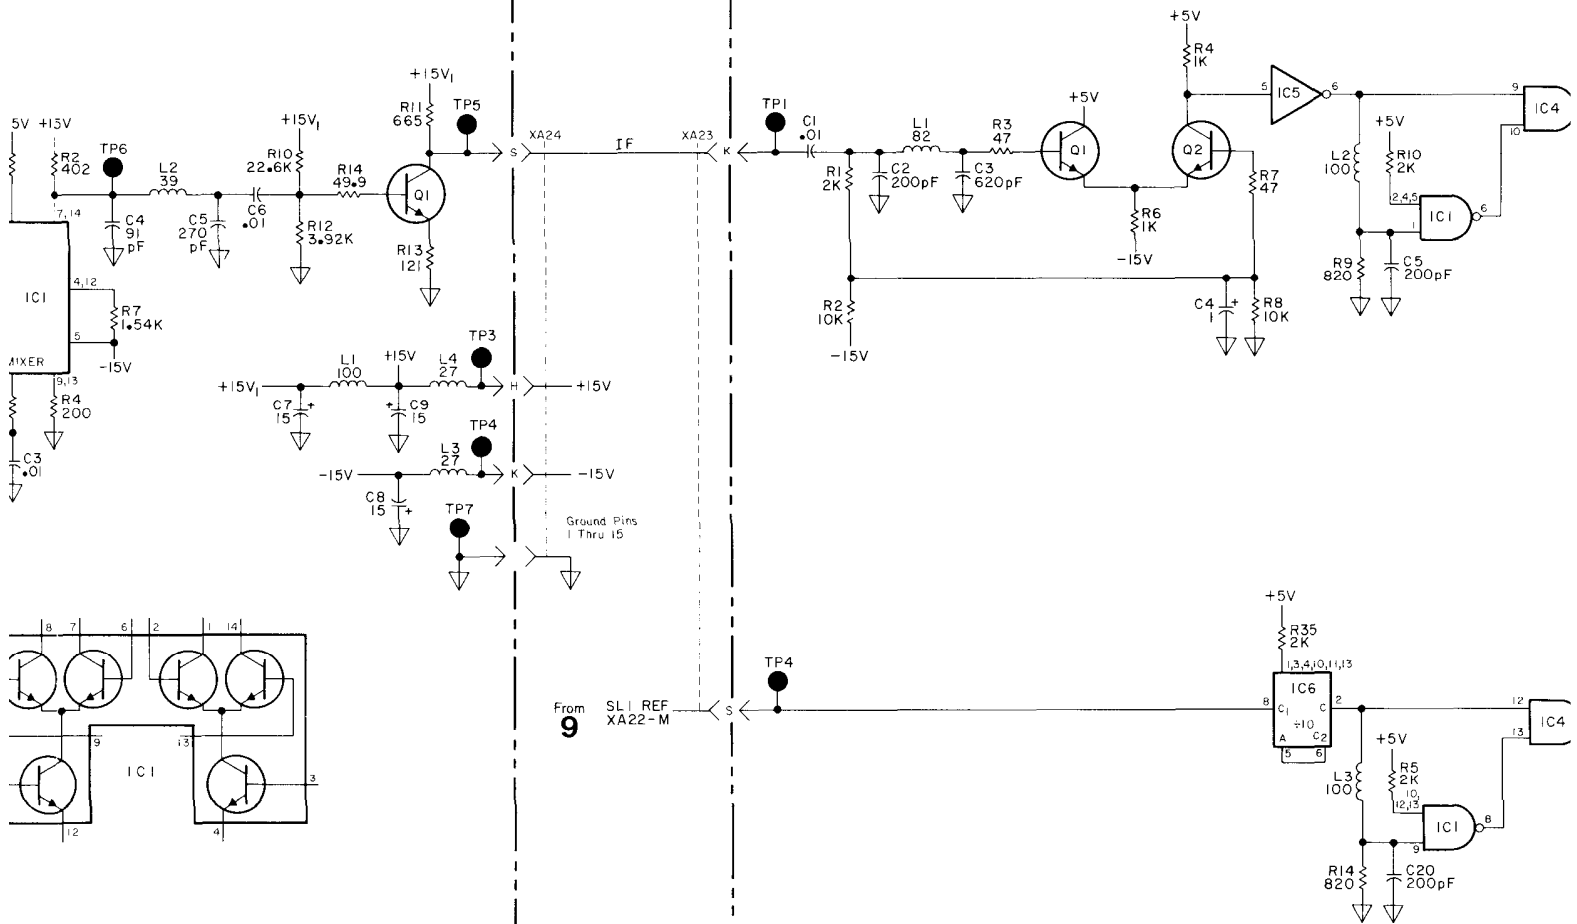 5V +15V
R2
402
TP6
L2
39
+15V1
R10
22.6K
R14
49.9
+15V1
R11
665
TP5
Q1
R13
121
R12
3.92K
C6
.01
C5
270
pF
C4
91
pF
7,14
IC1
4,12
R7
1.54K
5
-15V
MIXER
9,13
R4
200
C3
.01
+15V1
L1
100
+15V
L4
27
TP3
H
+15V
C7
15
+
C9
15
+
-15V
L3
27
TP4
K
-15V
C8
15
+
TP7
Ground Pins
1 Thru 15
S
XA24
IF
XA23
K
TP1
C1
.01
R1
2K
C2
200pF
L1
82
C3
620pF
R3
47
+5V
Q1
R6
1K
-15V
+5V
R4
1K
Q2
R7
47
R2
10K
-15V
C4
1
+
R8
10K
5
IC5
6
L2
100
+5V
R10
2K
2,4,5
1
IC1
6
R9
820
C5
200pF
9
10
IC4
8
7
6
2
1
14
9
13
IC1
3
12
4
From
9
SL1 REF
XA22-M
S
TP4
+5V
R35
2K
1,3,4,10,11,13
IC6
8
C1
C
2
÷10
A
C2
5
6
L3
100
+5V
R5
2K
10,
12,13
9
IC1
8
R14
820
C20
200pF
12
13
IC4